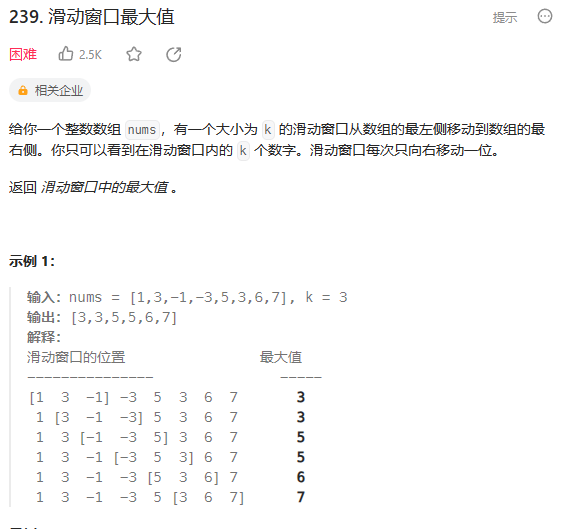 239. 滑动窗口最大值
提示
困难
2.5K
相关企业
给你一个整数数组 nums，有一个大小为 k 的滑动窗口从数组的最左侧移动到数组的最
右侧。你只可以看到在滑动窗口内的 k 个数字。滑动窗口每次只向右移动一位。
返回 滑动窗口中的最大值 。
示例 1：
输入：nums = [1,3,-1,-3,5,3,6,7], k = 3
输出：[3,3,5,5,6,7]
解释：
滑动窗口的位置                最大值
---------------               -----
[1  3  -1] -3  5  3  6  7       3
 1 [3  -1  -3] 5  3  6  7       3
 1  3 [-1  -3  5] 3  6  7       5
 1  3  -1 [-3  5  3] 6  7       5
 1  3  -1  -3 [5  3  6] 7       6
 1  3  -1  -3  5 [3  6  7]      7